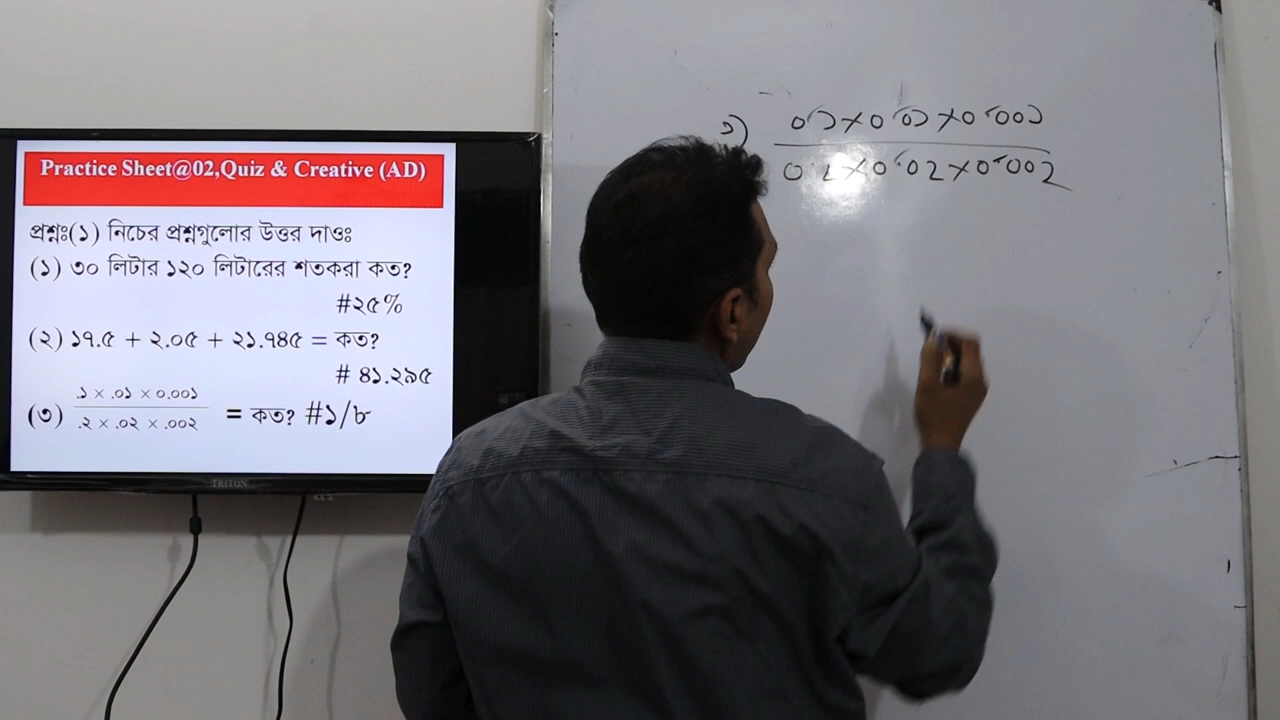 Practice Sheet@02,Quiz & Creative (AD)
প্রশ্নঃ(১) নিচের প্রশ্নগুলোর উত্তর দাওঃ
(১) ৩০ লিটার ১২০ লিটারের শতকরা কত?
#২৫%
(২) ১৭.৫ + ২.০৫ + ২১.৭৪৫ = কত?
# ৪১.২৯৫
.১ × .০১ × ০.০০১
(৩) = কত? #১/৮
.২ × .০২ × .০০২
TRITON
৩) ০.১×০.০১×০.০০১
০.২×০.০২×০.০০২